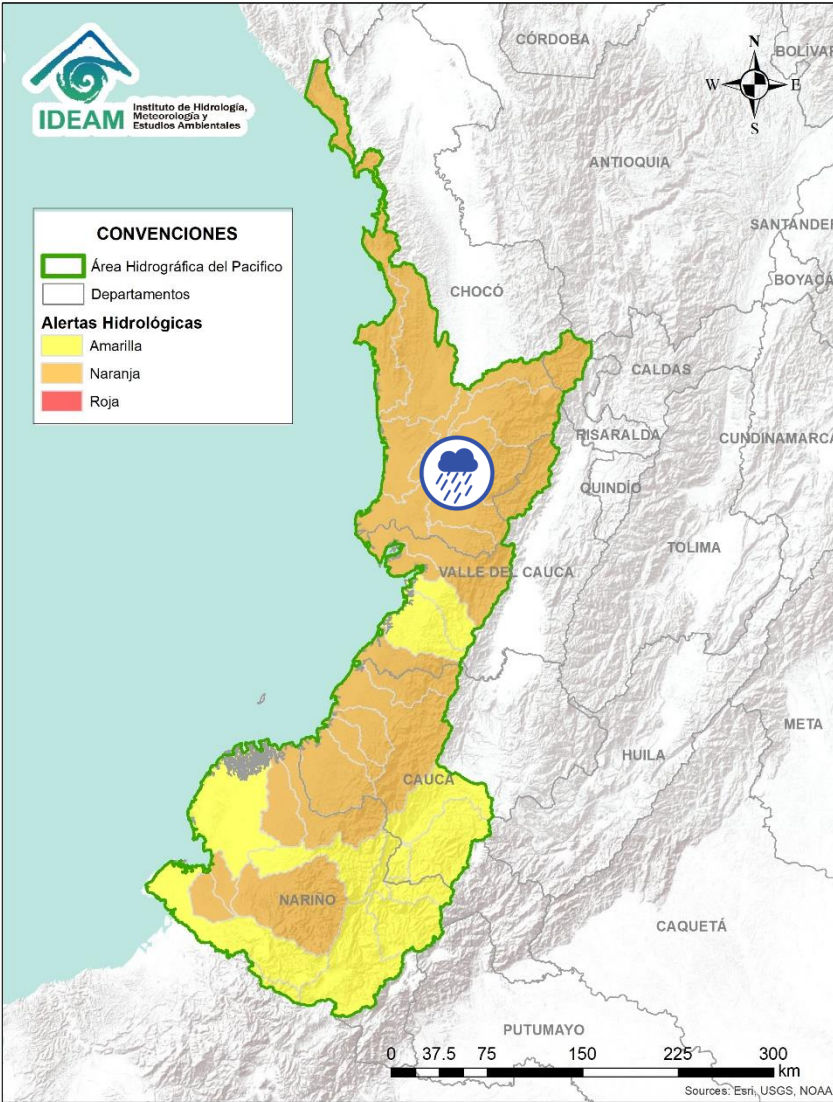 IDEAM
Instituto de Hidrología,
Meteorología y
Estudios Ambientales
N
W
E
S
CÓRDOBA
BOLÍVAR
ANTIOQUIA
SANTANDER
BOYACÁ
CONVENCIONES
Área Hidrográfica del Pacifico
Departamentos
Alertas Hidrológicas
Amarilla
Naranja
Roja
CHOCÓ
CALDAS
RISARALDA
CUNDINAMARCA
QUINDÍO
TOLIMA
VALLE DEL CAUCA
META
HUILA
CAUCA
NARIÑO
CAQUETÁ
PUTUMAYO
0 37.5 75 150 225 300
km
Sources: Esri, USGS, NOAA